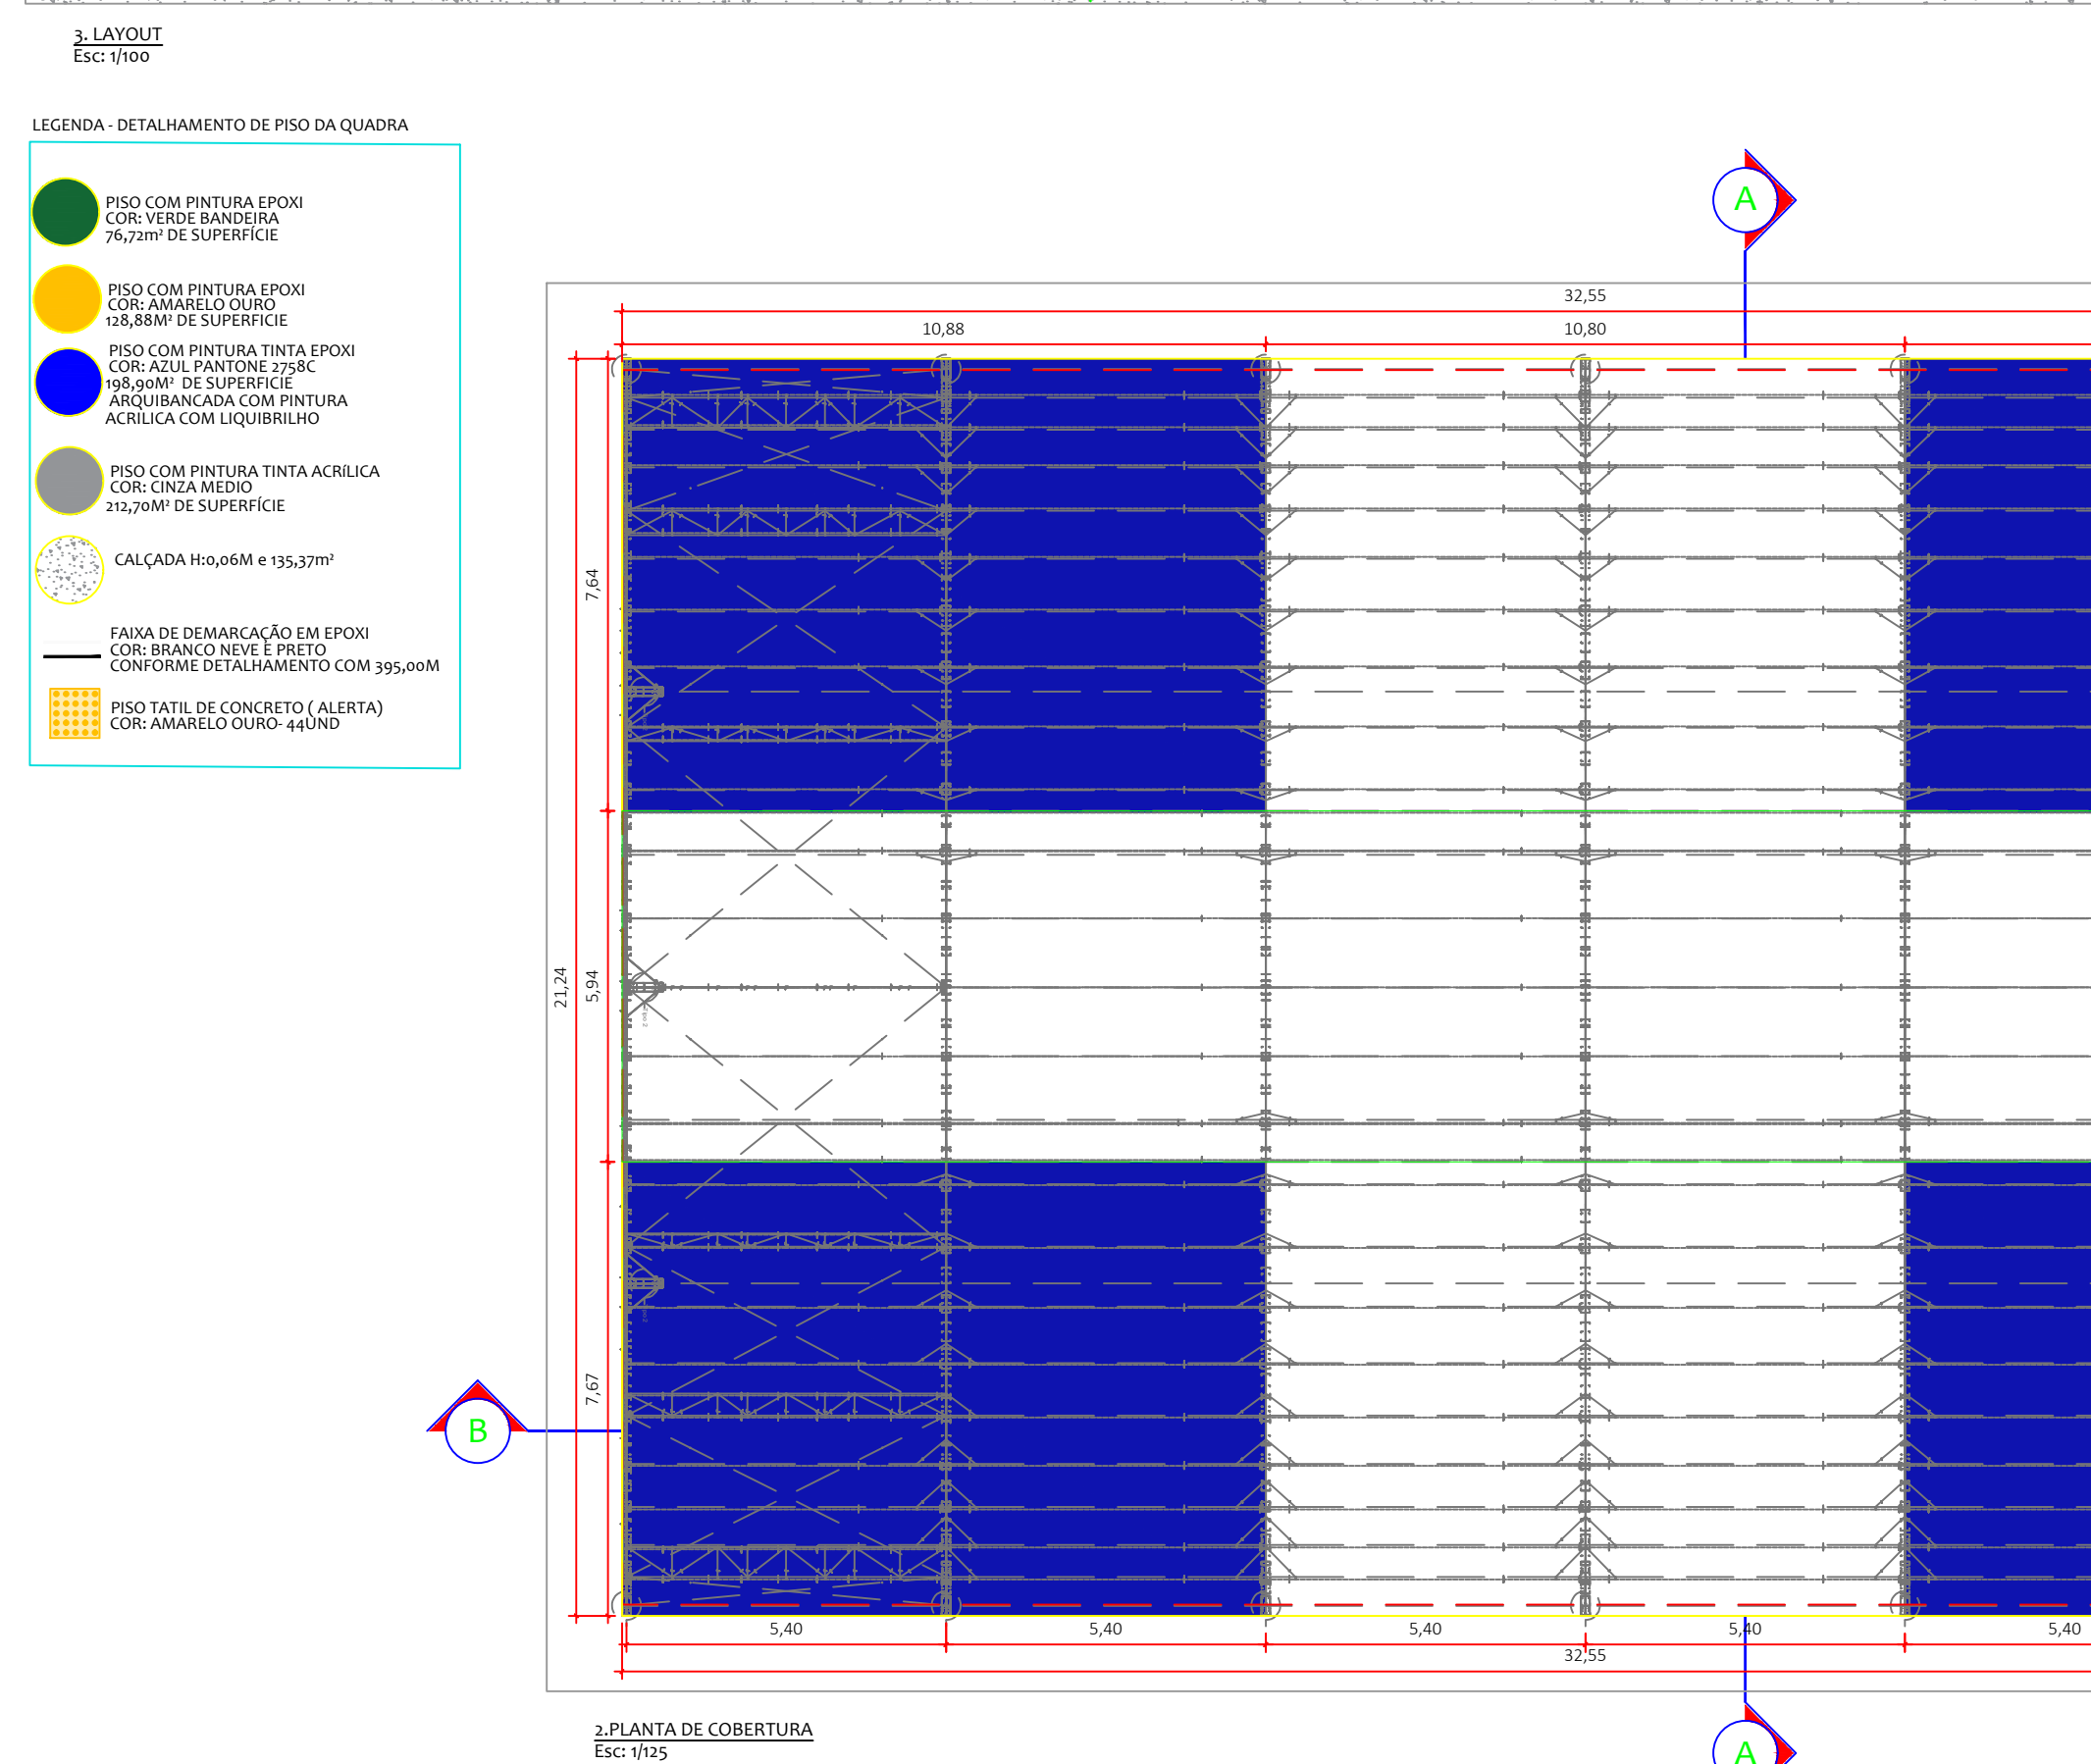 3. LAYOUT
Esc: 1/100
LEGENDA - DETALHAMENTO DE PISO DA QUADRA
PISO COM PINTURA EPOXI
COR: VERDE BANDEIRA
76,72m² DE SUPERFÍCIE
PISO COM PINTURA EPOXI
COR: AMARELO OURO
128,88M² DE SUPERFICIE
PISO COM PINTURA TINTA EPOXI
COR: AZUL PANTONE 2758C
198,90M² DE SUPERFICIE
ARQUIBANCADA COM PINTURA
ACRILICA COM LIQUIBRILHO
PISO COM PINTURA TINTA ACRíLICA
COR: CINZA MEDIO
212,70M² DE SUPERFÍCIE
CALÇADA H:0,06M e 135,37m²
FAIXA DE DEMARCAÇÃO EM EPOXI
COR: BRANCO NEVE E PRETO
CONFORME DETALHAMENTO COM 395,00M
PISO TATIL DE CONCRETO ( ALERTA)
COR: AMARELO OURO- 44UND
A
32,55
10,88
10,80
7,64
21,24
5,94
7,67
B
5,40
5,40
5,40
5,40
5,40
32,55
2.PLANTA DE COBERTURA
Esc: 1/125
A